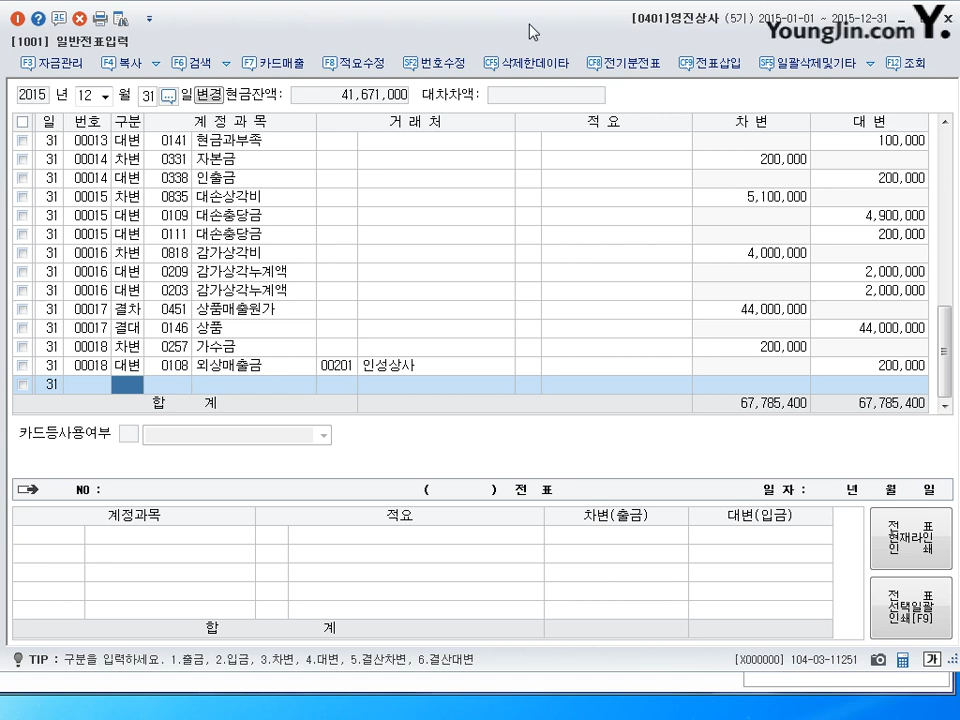 [0401]영진상사 (5기) 2015-01-01 ~ 2015-12-31
YoungJin.com Y.
[1001] 일반전표입력
F3 자금관리 F4 복사 F6 검색 F7 카드매출 F8 적요수정 SF2 번호수정 CF5 삭제한데이타 CF8 전기분전표 CF9 전표삽입 SF5 일괄삭제및기타 F12 조회
2015 년 12 월 31 일 변경 현금잔액: 41,671,000 대차차액:
일 번호 구분 계 정 과 목 거 래 처 적 요 차 변 대 변
31 00013 대변 0141 현금과부족 100,000
31 00014 차변 0331 자본금 200,000
31 00014 대변 0338 인출금 200,000
31 00015 차변 0835 대손상각비 5,100,000
31 00015 대변 0109 대손충당금 4,900,000
31 00015 대변 0111 대손충당금 200,000
31 00016 차변 0818 감가상각비 4,000,000
31 00016 대변 0209 감가상각누계액 2,000,000
31 00016 대변 0203 감가상각누계액 2,000,000
31 00017 결차 0451 상품매출원가 44,000,000
31 00017 결대 0146 상품 44,000,000
31 00018 차변 0257 가수금 200,000
31 00018 대변 0108 외상매출금 00201 인성상사 200,000
31
합 계 67,785,400 67,785,400
카드등사용여부
NO : ( ) 전 표 일 자 : 년 월 일
계정과목 적요 차변(출금) 대변(입금)
전 표
현재라인
인 쇄
전 표
선택일괄
인쇄[F9]
합 계
TIP : 구분을 입력하세요. 1.출금, 2.입금, 3.차변, 4.대변, 5.결산차변, 6.결산대변 [X000000] 104-03-11251 가